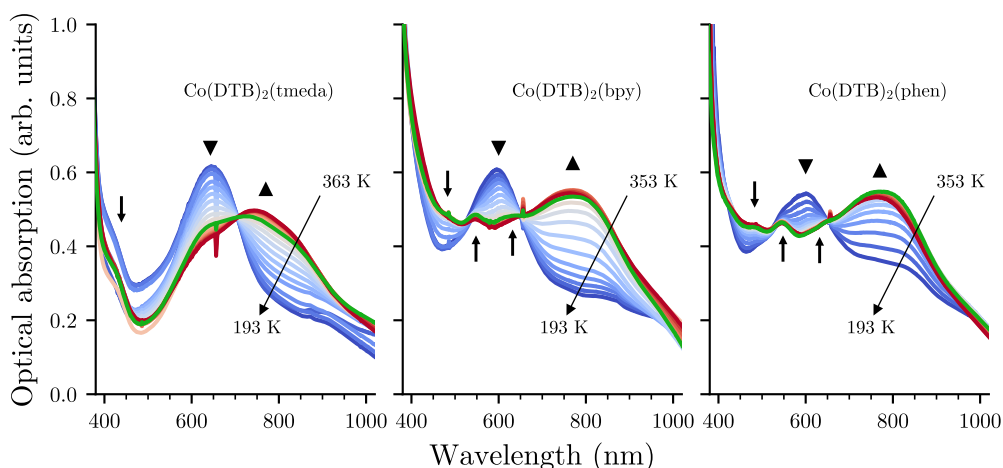 Optical absorption (arb. units)
1.0
0.8
0.6
0.4
0.2
0.0
Co(DTB)₂(tmeda)
363 K
193 K
400 600 800 1000
Co(DTB)₂(bpy)
353 K
193 K
400 600 800 1000
Co(DTB)₂(phen)
353 K
193 K
400 600 800 1000
Wavelength (nm)